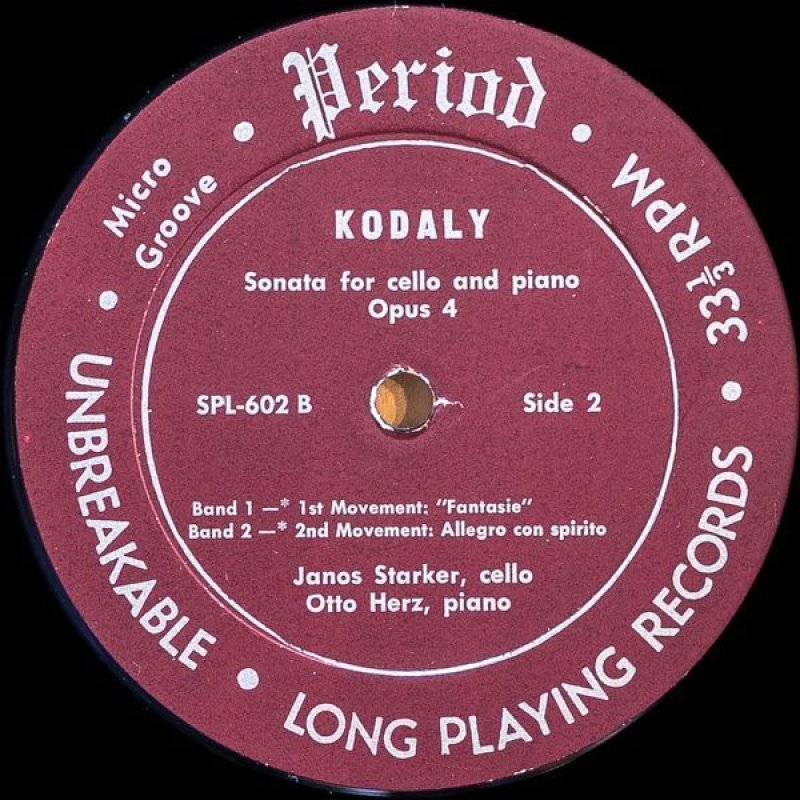 Period
Micro
Groove
33⅓ RPM
KODALY
Sonata for cello and piano
Opus 4
SPL-602 B
Side 2
Band 1 —* 1st Movement: "Fantasie"
Band 2 —* 2nd Movement: Allegro con spirito
Janos Starker, cello
Otto Herz, piano
UNBREAKABLE • LONG PLAYING RECORDS